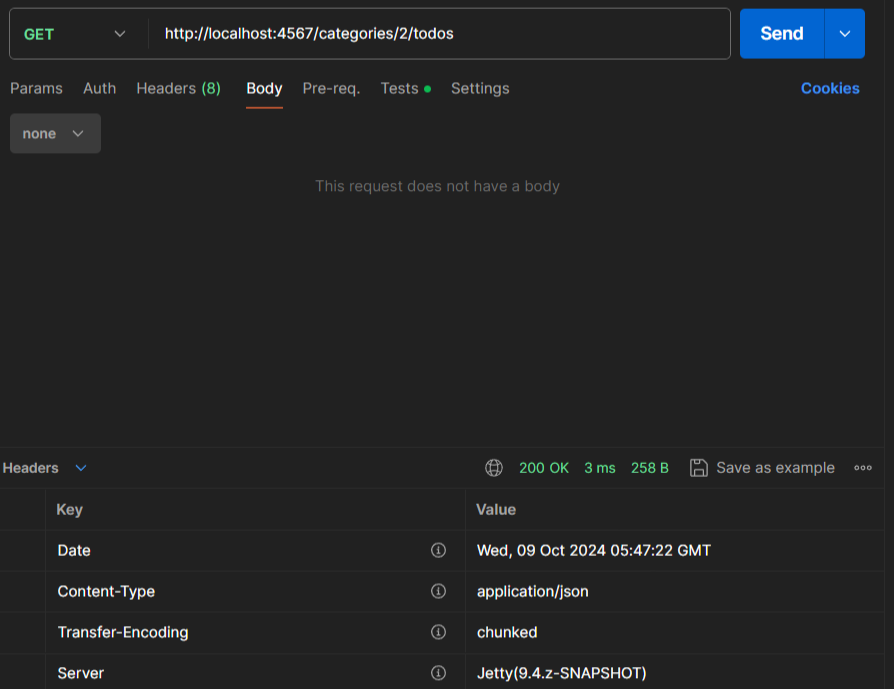 GET http://localhost:4567/categories/2/todos Send
Params Auth Headers (8) Body Pre-req. Tests Settings Cookies
none
This request does not have a body
Headers 200 OK 3 ms 258 B Save as example
Key Value
Date Wed, 09 Oct 2024 05:47:22 GMT
Content-Type application/json
Transfer-Encoding chunked
Server Jetty(9.4.z-SNAPSHOT)